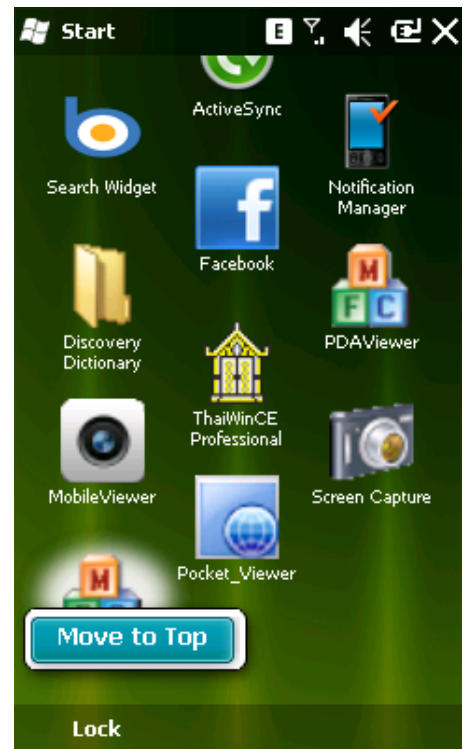 Start
E
ActiveSync
Search Widget
Notification
Manager
Facebook
Discovery
Dictionary
M
F C
PDAViewer
ThaiWinCE
Professional
MobileViewer
Screen Capture
Pocket_Viewer
M
Move to Top
Lock